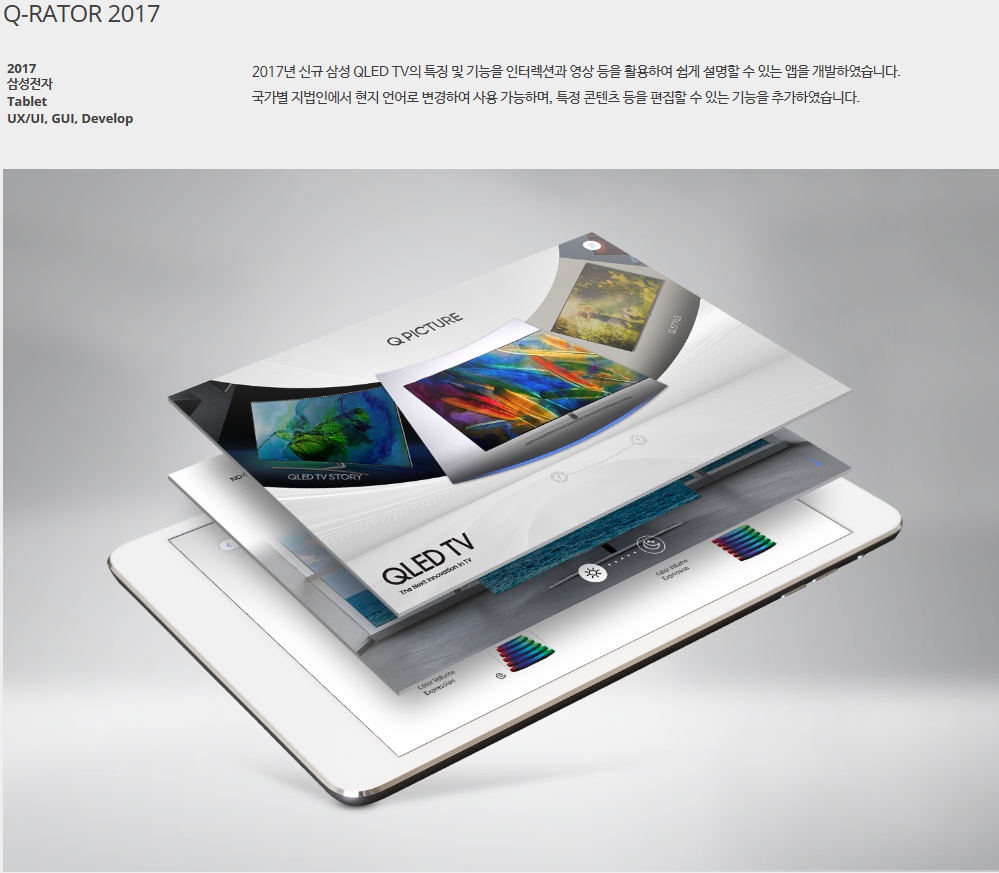 Q-RATOR 2017
2017
삼성전자
Tablet
UX/UI, GUI, Develop
2017년 신규 삼성 QLED TV의 특징 및 기능을 인터렉션과 영상 등을 활용하여 쉽게 설명할 수 있는 앱을 개발하였습니다.
국가별 지법인에서 현지 언어로 변경하여 사용 가능하며, 특정 콘텐츠 등을 편집할 수 있는 기능을 추가하였습니다.
Q PICTURE
Q STYLE
QLED TV STORY
QLED TV
The Next Innovation in TV
Color Volume
Expression
Color Volume
Expression